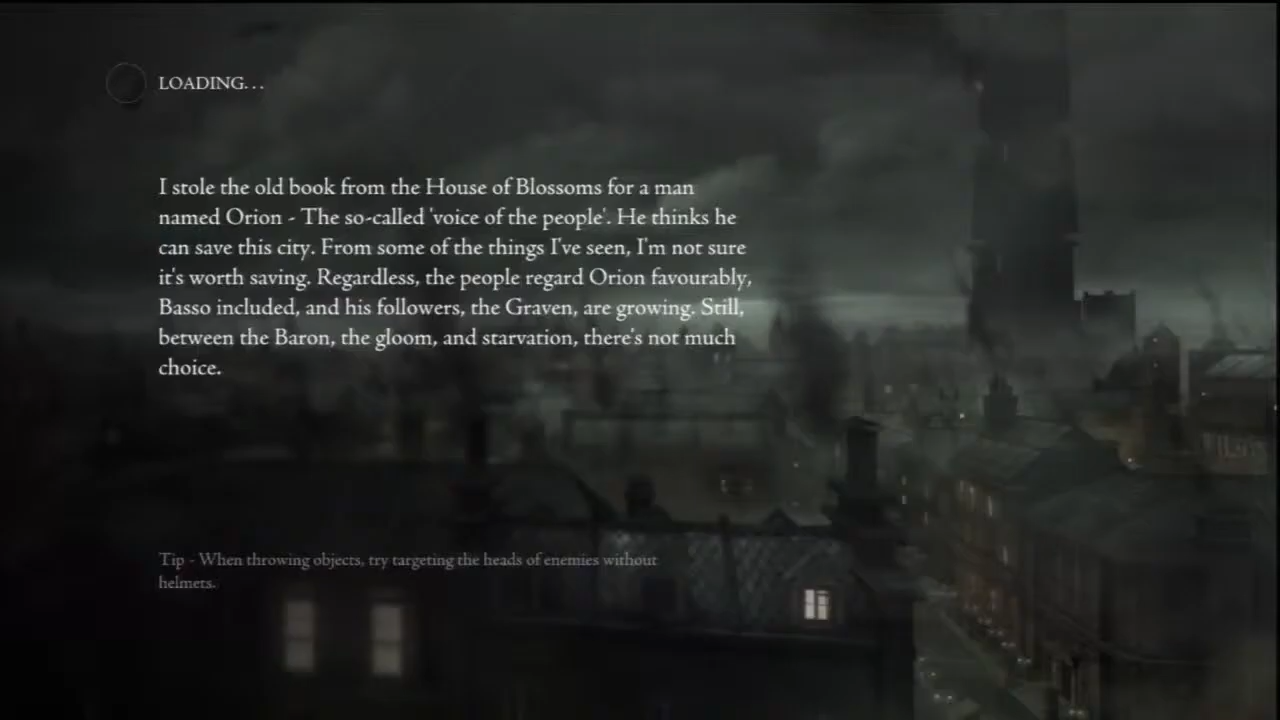 LOADING...
I stole the old book from the House of Blossoms for a man
named Orion - The so-called 'voice of the people'. He thinks he
can save this city. From some of the things I've seen, I'm not sure
it's worth saving. Regardless, the people regard Orion favourably,
Basso included, and his followers, the Graven, are growing. Still,
between the Baron, the gloom, and starvation, there's not much
choice.
Tip - When throwing objects, try targeting the heads of enemies without
helmets.